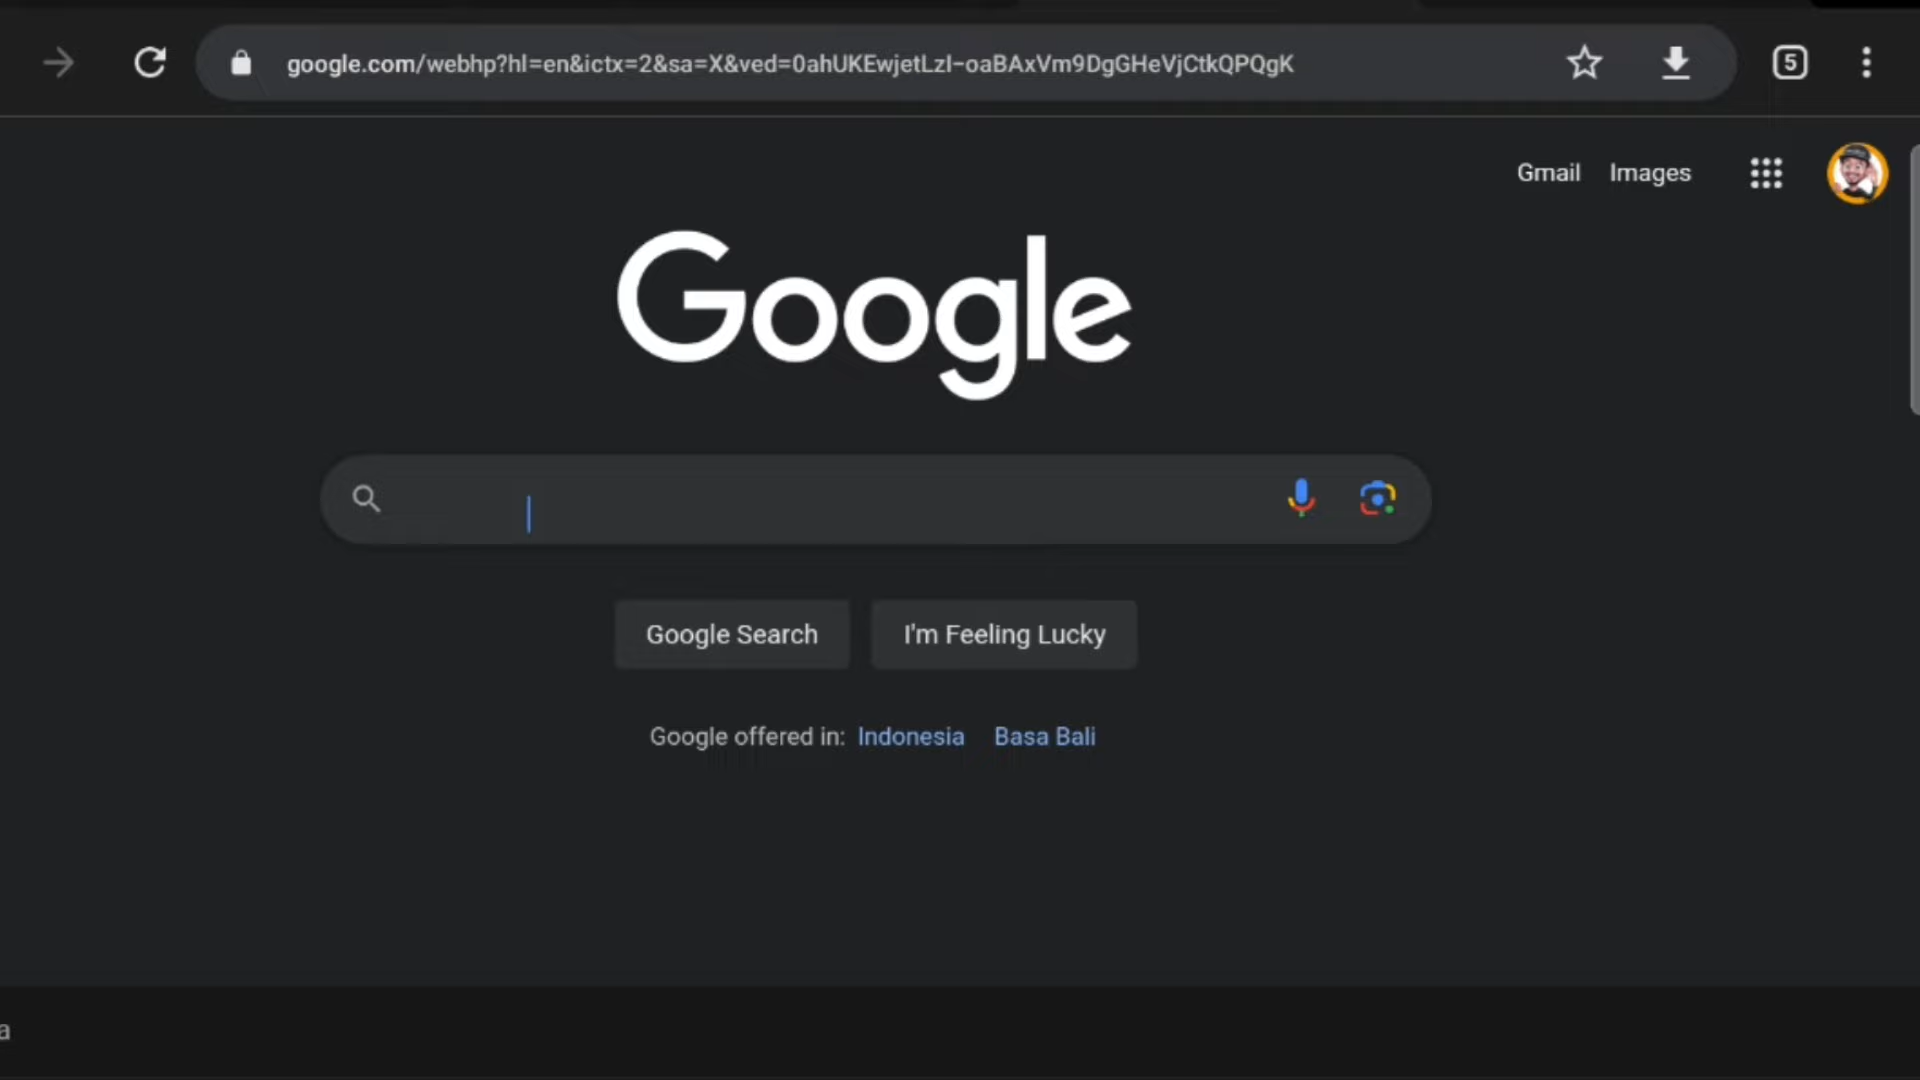 google.com/webhp?hl=en&ictx=2&sa=X&ved=0ahUKEwjetLzI-oaBAxVm9DgGHeVjCtkQPQgK
5
Gmail Images
Google
Google Search I'm Feeling Lucky
Google offered in: Indonesia Basa Bali
a